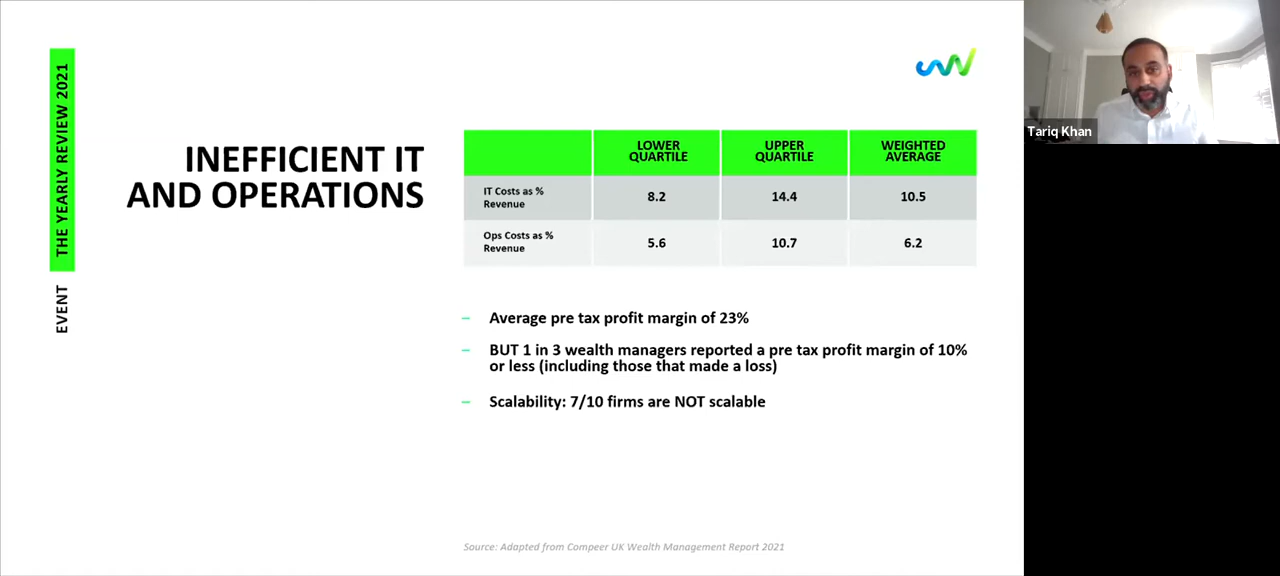 EVENT THE YEARLY REVIEW 2021
INEFFICIENT IT
AND OPERATIONS
LOWER
QUARTILE
UPPER
QUARTILE
WEIGHTED
AVERAGE
IT Costs as %
Revenue
8.2
14.4
10.5
Ops Costs as %
Revenue
5.6
10.7
6.2
– Average pre tax profit margin of 23%
– BUT 1 in 3 wealth managers reported a pre tax profit margin of 10%
or less (including those that made a loss)
– Scalability: 7/10 firms are NOT scalable
Source: Adapted from Compeer UK Wealth Management Report 2021
Tariq Khan